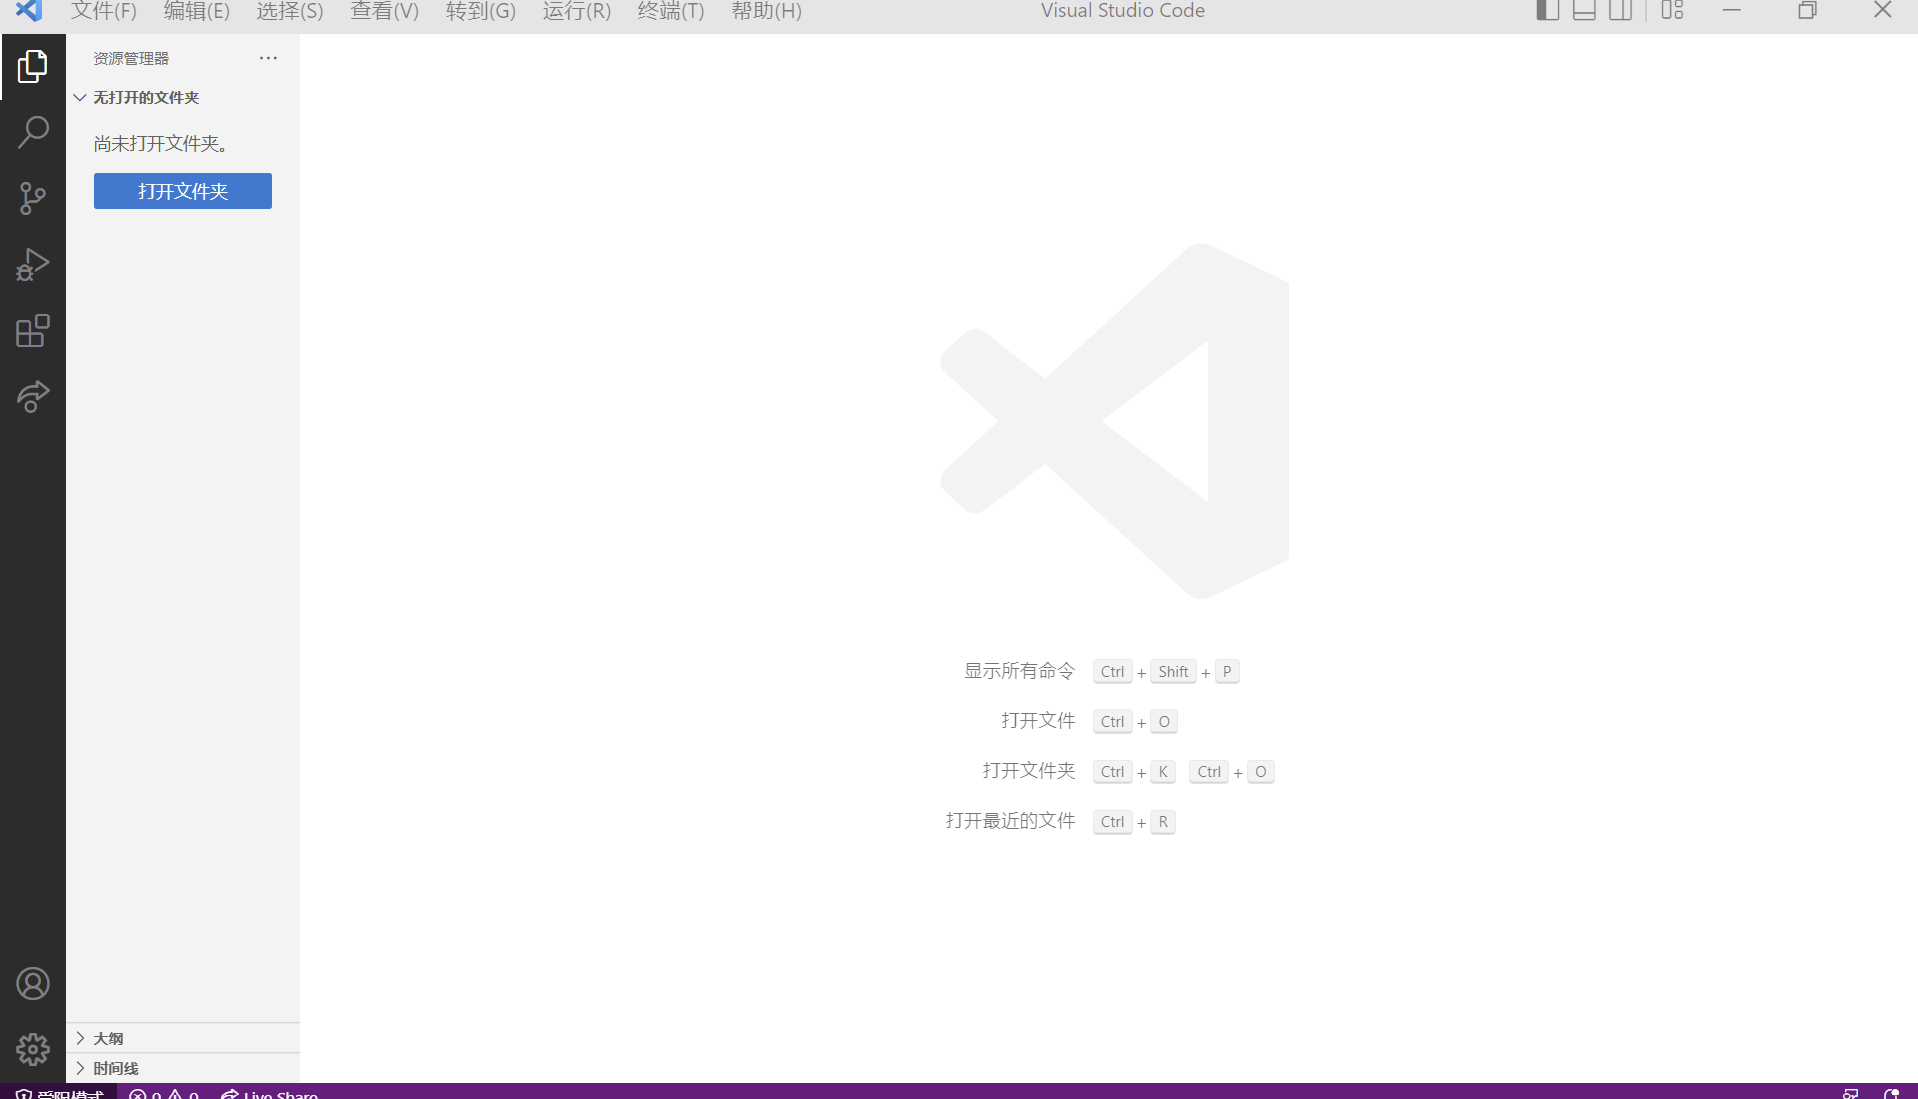 文件(F) 编辑(E) 选择(S) 查看(V) 转到(G) 运行(R) 终端(T) 帮助(H) Visual Studio Code
资源管理器
无打开的文件夹
尚未打开文件夹。
打开文件夹
显示所有命令 Ctrl + Shift + P
打开文件 Ctrl + O
打开文件夹 Ctrl + K Ctrl + O
打开最近的文件 Ctrl + R
大纲
时间线
受限模式 0 0 Live Share